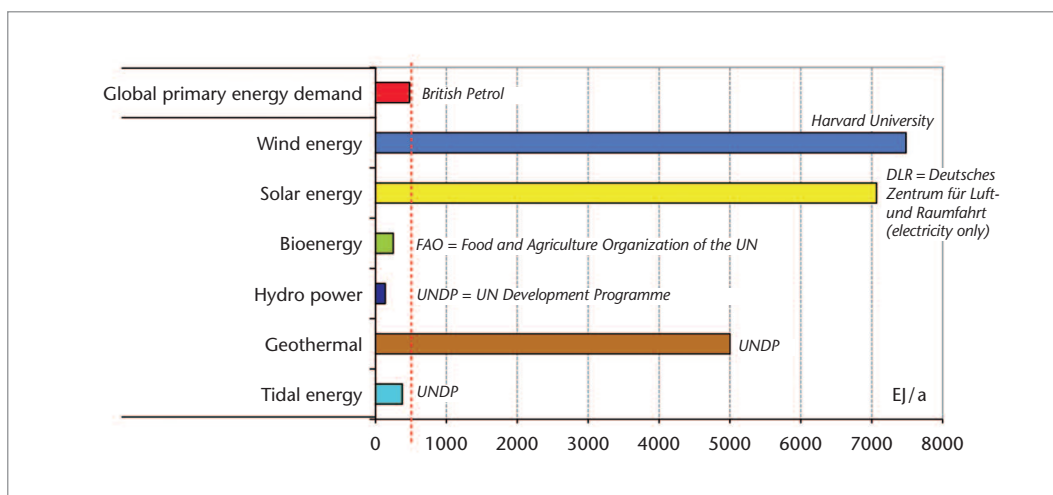 Global primary energy demand
British Petrol
Harvard University
Wind energy
DLR = Deutsches
Zentrum für Luft-
und Raumfahrt
(electricity only)
Solar energy
Bioenergy
FAO = Food and Agriculture Organization of the UN
Hydro power
UNDP = UN Development Programme
Geothermal
UNDP
Tidal energy
UNDP
EJ/a
0 1000 2000 3000 4000 5000 6000 7000 8000